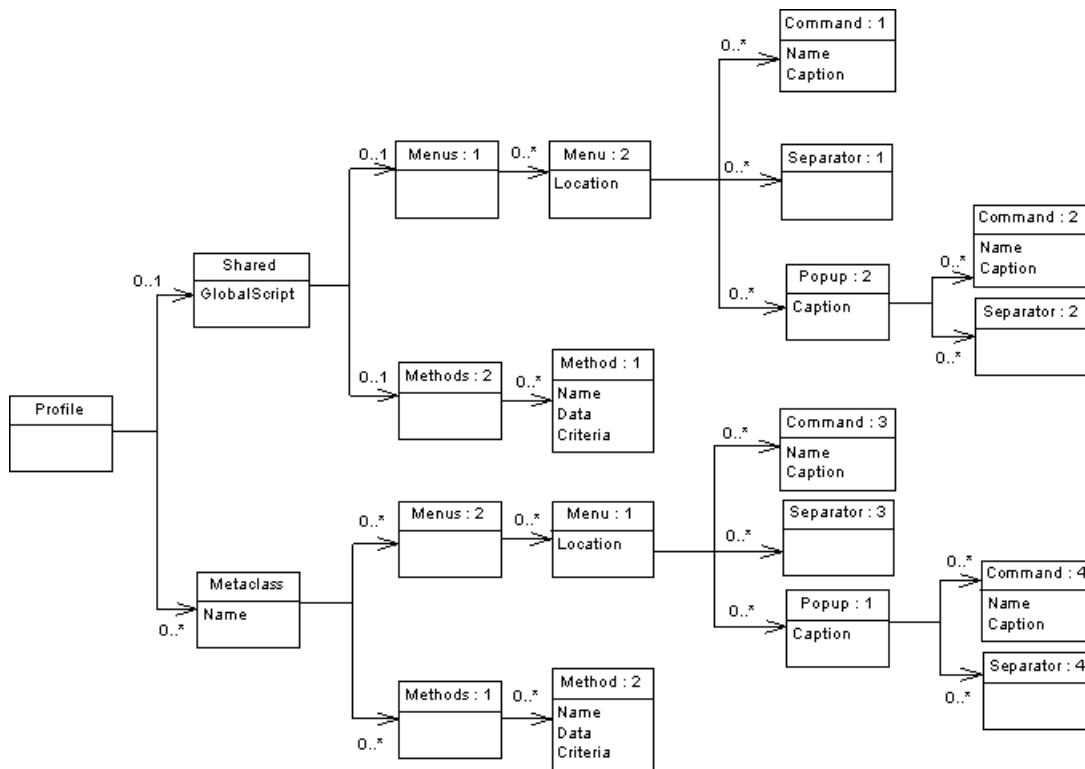 Command : 1
0..*
Name
Caption
0..1
Menus : 1
0..*
Menu : 2
Location
0..*
Separator : 1
Command : 2
Name
Caption
0..*
Shared
GlobalScript
0..1
0..*
Popup : 2
Caption
Separator : 2
0..*
0..1
Methods : 2
0..*
Method : 1
Name
Data
Criteria
Profile
Command : 3
0..*
Name
Caption
0..*
Menus : 2
0..*
Menu : 1
Location
0..*
Separator : 3
Metaclass
Name
0..*
0..*
Popup : 1
Caption
0..*
Command : 4
Name
Caption
Separator : 4
0..*
Methods : 1
0..*
0..*
Method : 2
Name
Data
Criteria